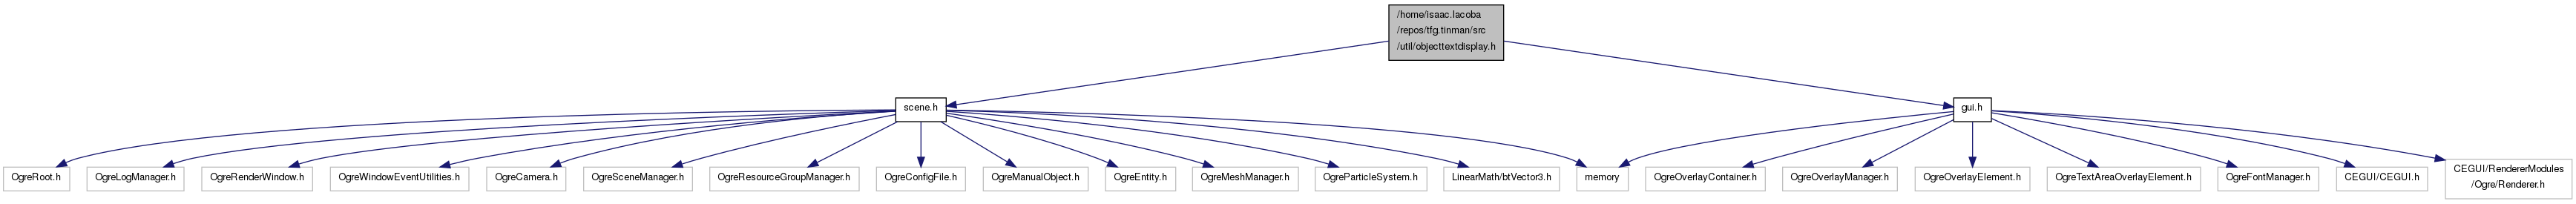 /home/isaac.lacoba
/repos/tfg.tinman/src
/util/objecttextdisplay.h
scene.h
gui.h
OgreRoot.h
OgreLogManager.h
OgreRenderWindow.h
OgreWindowEventUtilities.h
OgreCamera.h
OgreSceneManager.h
OgreResourceGroupManager.h
OgreConfigFile.h
OgreManualObject.h
OgreEntity.h
OgreMeshManager.h
OgreParticleSystem.h
LinearMath/btVector3.h
memory
OgreOverlayContainer.h
OgreOverlayManager.h
OgreOverlayElement.h
OgreTextAreaOverlayElement.h
OgreFontManager.h
CEGUI/CEGUI.h
CEGUI/RendererModules
/Ogre/Renderer.h